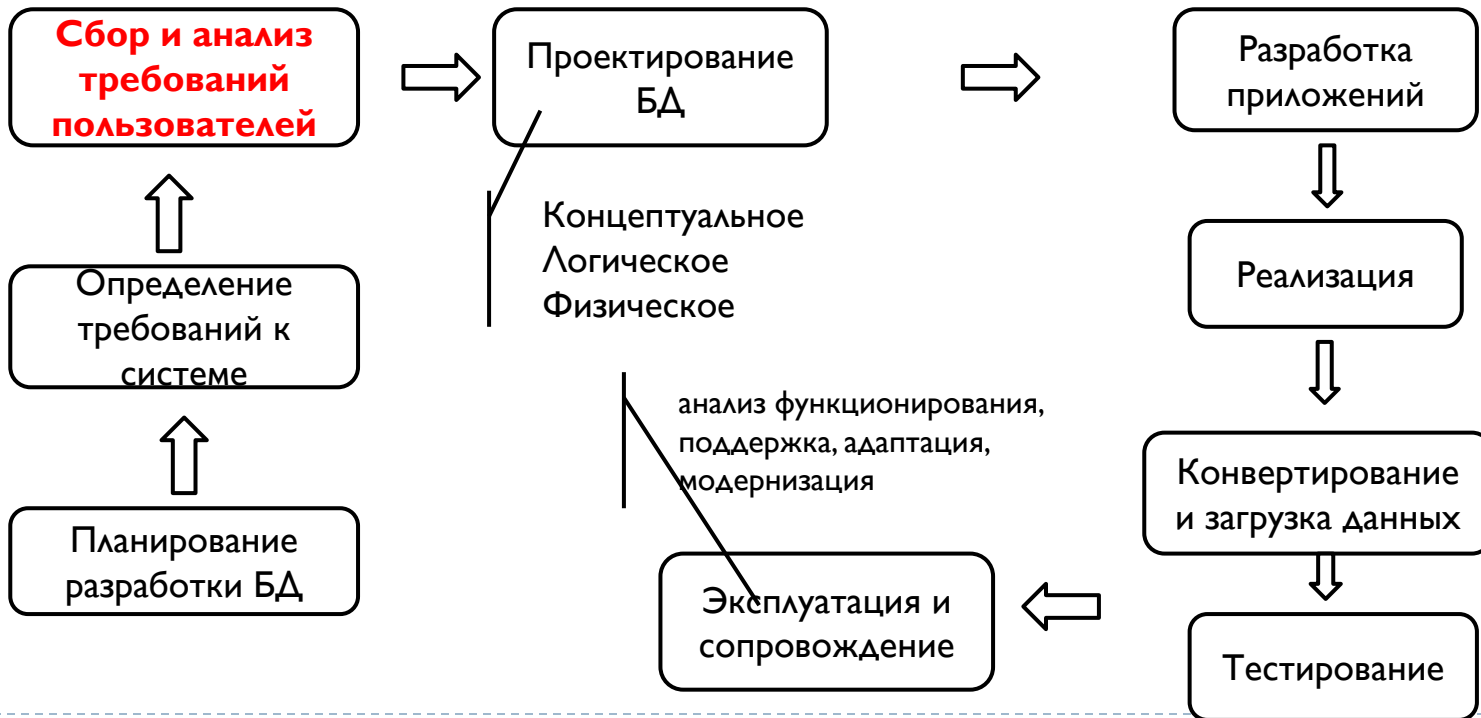 Сбор и анализ
требований
пользователей
Проектирование
БД
Разработка
приложений
Концептуальное
Логическое
Физическое
Определение
требований к
системе
Реализация
анализ функционирования,
поддержка, адаптация,
модернизация
Конвертирование
и загрузка данных
Планирование
разработки БД
Эксплуатация и
сопровождение
Тестирование